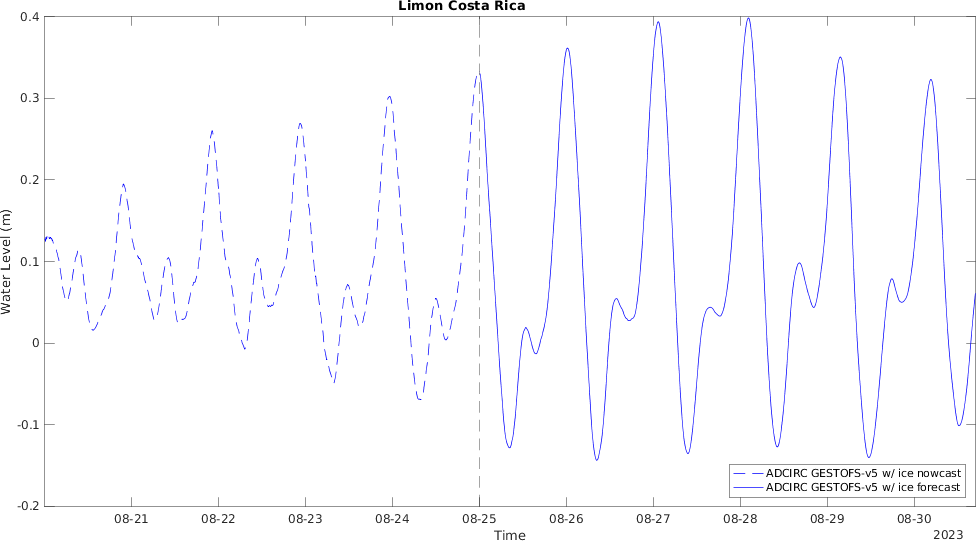 Limon Costa Rica
0.4
0.3
0.2
0.1
0
-0.1
-0.2
Water Level (m)
08-21 08-22 08-23 08-24 08-25 08-26 08-27 08-28 08-29 08-30
Time
2023
ADCIRC GESTOFS-v5 w/ ice nowcast
ADCIRC GESTOFS-v5 w/ ice forecast